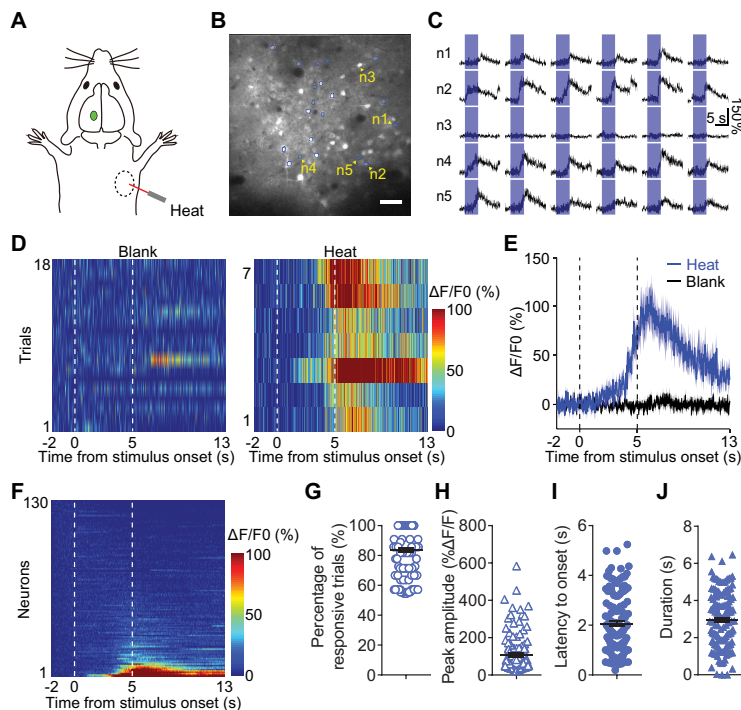 A
Heat
B
n3
n1
n4
n5
n2
C
n1
n2
n3
n4
n5
5 s
150%
D
Blank
Heat
18
Trials
1
-2 0 5 13
Time from stimulus onset (s)
7
1
-2 0 5 13
Time from stimulus onset (s)
ΔF/F0 (%)
100
50
0
E
Heat
Blank
ΔF/F0 (%)
150
100
50
0
-2 0 5 13
Time from stimulus onset (s)
F
130
Neurons
1
-2 0 5 13
Time from stimulus onset (s)
ΔF/F0 (%)
100
50
0
G
Percentage of
responsive trials (%)
100
80
60
40
20
0
H
Peak amplitude (%ΔF/F)
800
600
400
200
0
I
Latency to onset (s)
6
4
2
0
J
Duration (s)
8
6
4
2
0